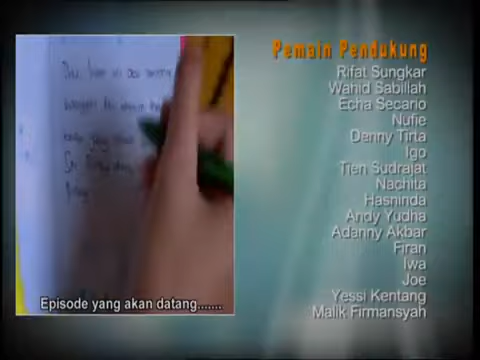 Pemain Pendukung
Rifat Sungkar
Wahid Sabillah
Echa Secario
Nufie
Denny Tirta
Igo
Tien Sudrajat
Nachita
Hasninda
Andy Yudha
Adanny Akbar
Firan
Iwa
Joe
Yessi Kentang
Malik Firmansyah
Episode yang akan datang.......